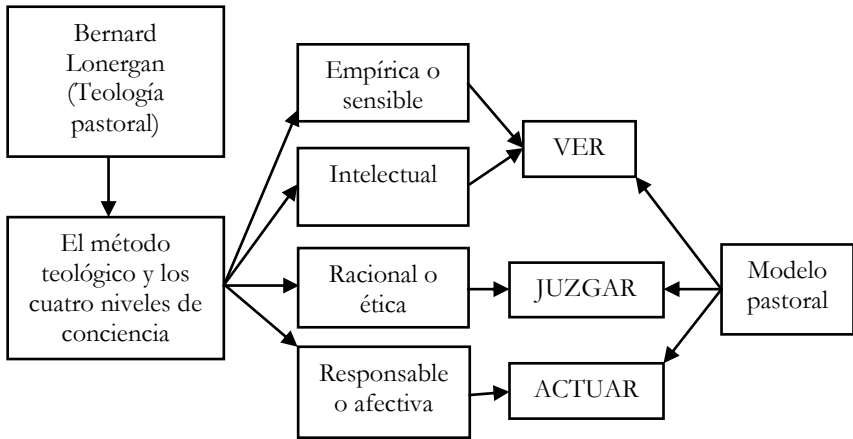 Bernard
Lonergan
(Teología
pastoral)
El método
teológico y los
cuatro niveles de
conciencia
Empírica o
sensible
Intelectual
Racional o
ética
Responsable
o afectiva
VER
JUZGAR
ACTUAR
Modelo
pastoral